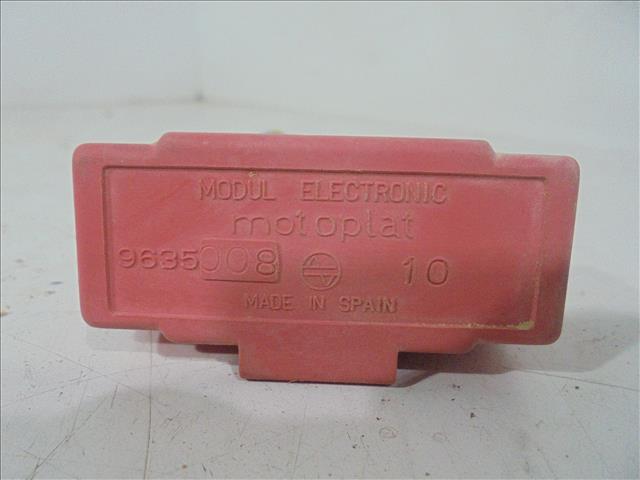 MODUL ELECTRONIC
motoplat
9635008 10
MADE IN SPAIN